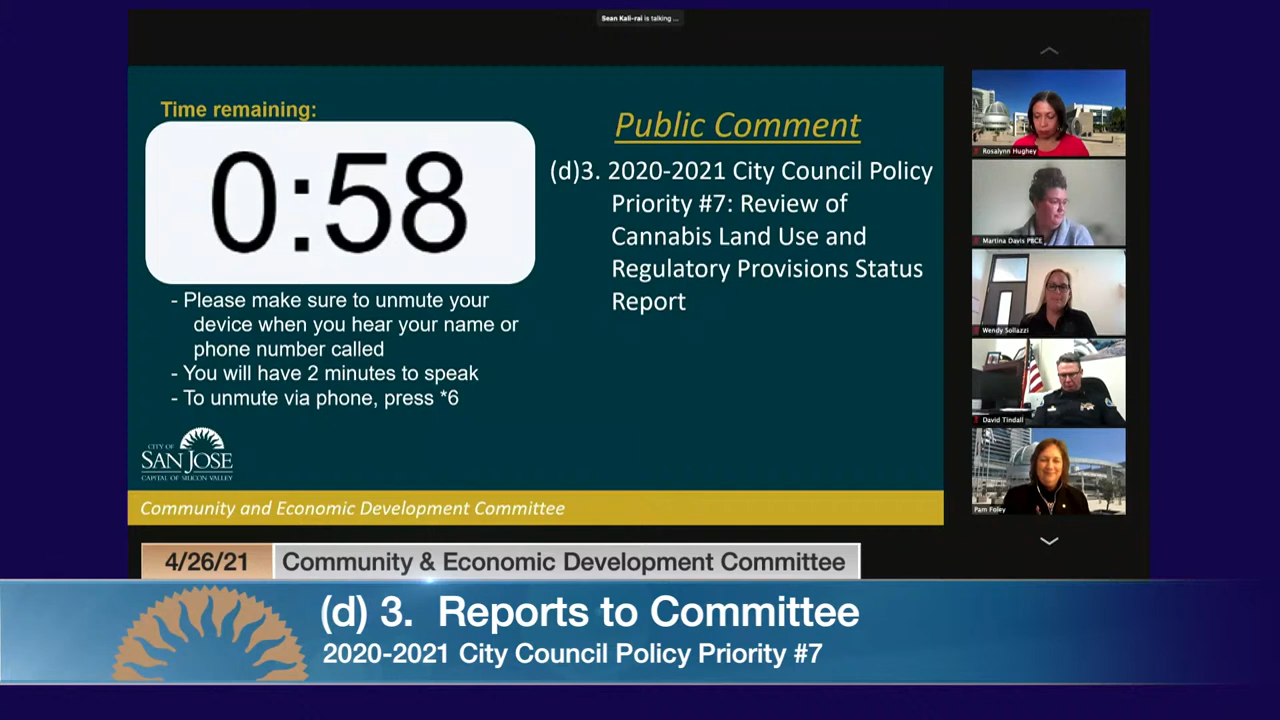 Sean Kali-rai is talking ...
Time remaining:
0:58
- Please make sure to unmute your
device when you hear your name or
phone number called
- You will have 2 minutes to speak
- To unmute via phone, press *6
Public Comment
(d)3. 2020-2021 City Council Policy
Priority #7: Review of
Cannabis Land Use and
Regulatory Provisions Status
Report
CITY OF
SAN JOSE
CAPITAL OF SILICON VALLEY
Community and Economic Development Committee
Rosalynn Hughey
Martina Davis PBCE
Wendy Sollazzi
David Tindall
Pam Foley
4/26/21 Community & Economic Development Committee
(d) 3. Reports to Committee
2020-2021 City Council Policy Priority #7